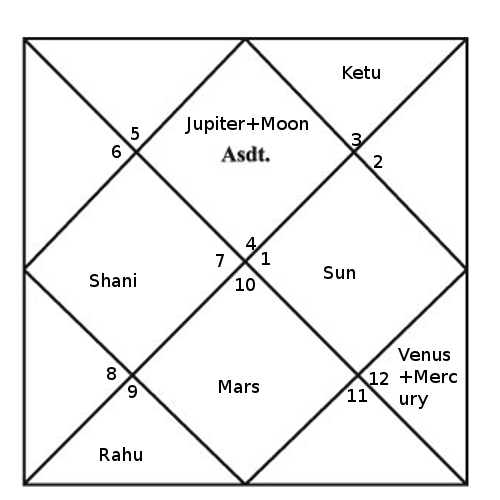 Ketu
Jupiter+Moon
Asdt.
5
3
6
2
4
7
1
10
Shani
Sun
8
9
Mars
12
11
Venus
+Merc
ury
Rahu